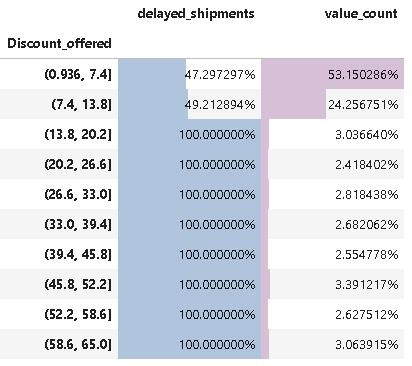 delayed_shipments value_count
Discount_offered
(0.936, 7.4] 47.297297% 53.150286%
(7.4, 13.8] 49.212894% 24.256751%
(13.8, 20.2] 100.000000% 3.036640%
(20.2, 26.6] 100.000000% 2.418402%
(26.6, 33.0] 100.000000% 2.818438%
(33.0, 39.4] 100.000000% 2.682062%
(39.4, 45.8] 100.000000% 2.554778%
(45.8, 52.2] 100.000000% 3.391217%
(52.2, 58.6] 100.000000% 2.627512%
(58.6, 65.0] 100.000000% 3.063915%